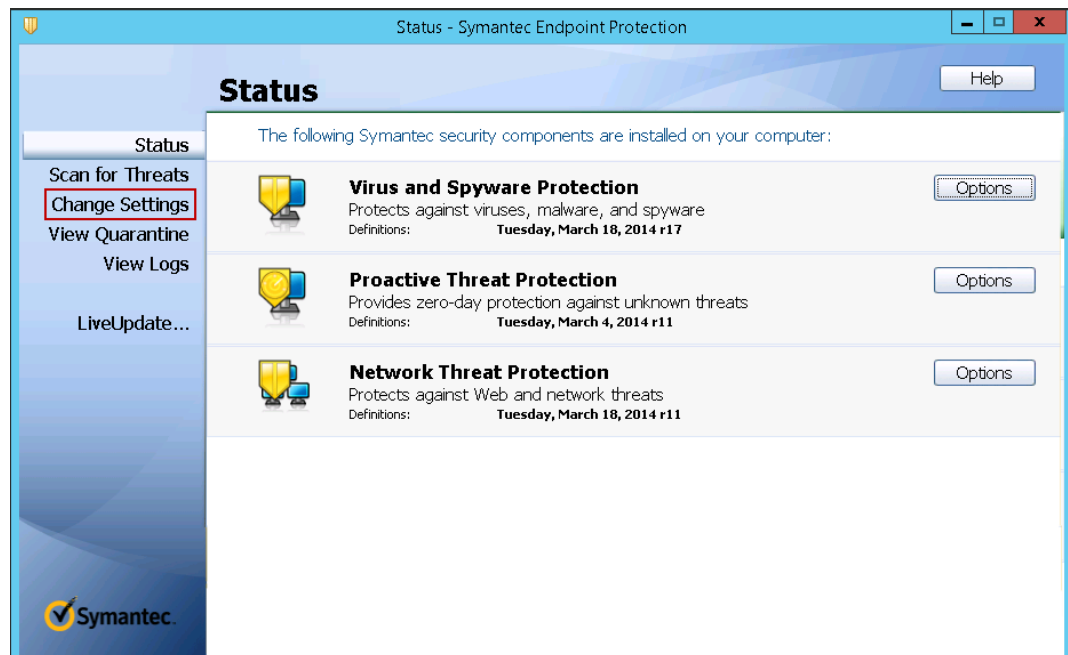 Status - Symantec Endpoint Protection
Status
Help
Status
Scan for Threats
Change Settings
View Quarantine
View Logs
LiveUpdate...
The following Symantec security components are installed on your computer:
Virus and Spyware Protection
Protects against viruses, malware, and spyware
Definitions: Tuesday, March 18, 2014 r17
Options
Proactive Threat Protection
Provides zero-day protection against unknown threats
Definitions: Tuesday, March 4, 2014 r11
Options
Network Threat Protection
Protects against Web and network threats
Definitions: Tuesday, March 18, 2014 r11
Options
Symantec.